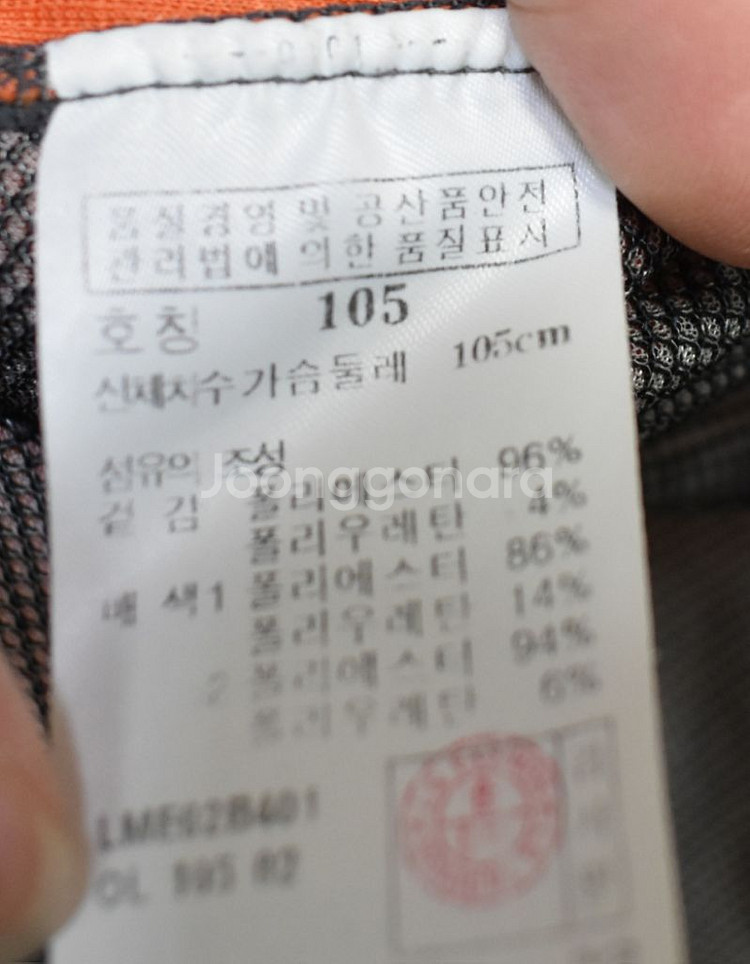 품질경영 및 공산품안전
관리법에 의한 품질표시
호칭 105
신체치수 가슴둘레 105cm
섬유의 조성
겉 감 폴리에스터 96%
폴리우레탄 4%
배 색1 폴리에스터 86%
폴리우레탄 14%
2 폴리에스터 94%
폴리우레탄 6%
Joonggonara